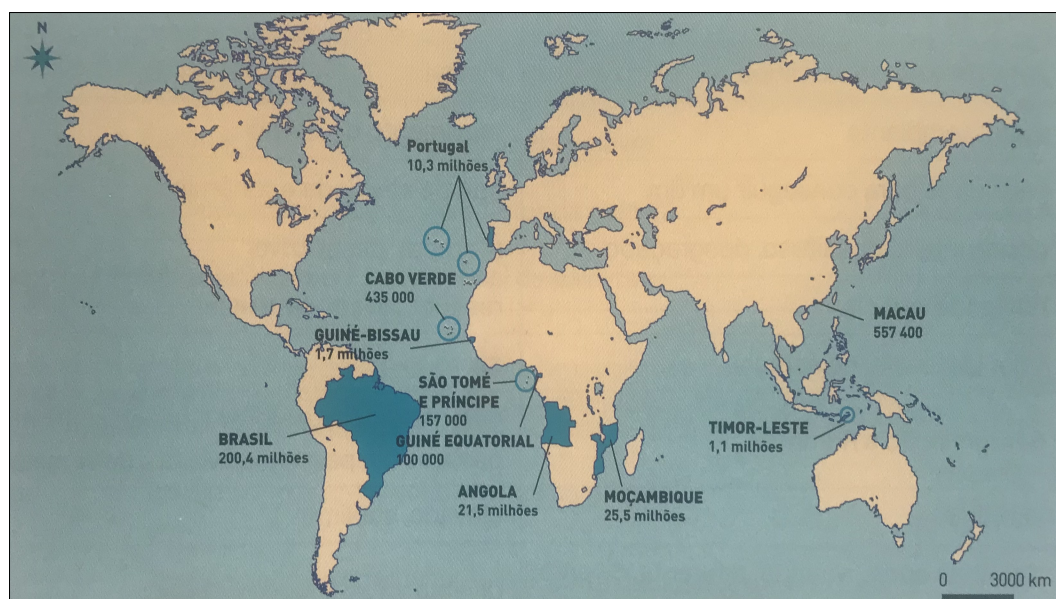 N
Portugal
10,3 milhões
CABO VERDE
435 000
GUINÉ-BISSAU
1,7 milhões
SÃO TOMÉ
E PRÍNCIPE
157 000
GUINÉ EQUATORIAL
100 000
BRASIL
200,4 milhões
ANGOLA
21,5 milhões
MOÇAMBIQUE
25,5 milhões
MACAU
557 400
TIMOR-LESTE
1,1 milhões
0 3000 km